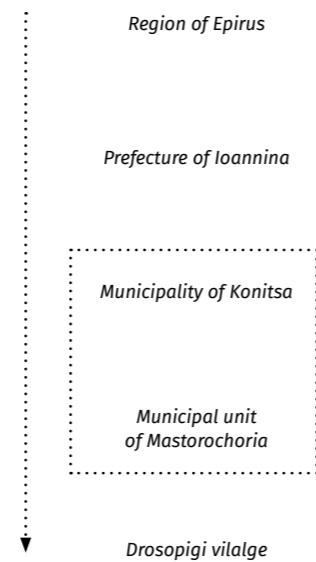 Region of Epirus
Prefecture of Ioannina
Municipality of Konitsa
Municipal unit
of Mastorochoria
Drosopigi vilalge